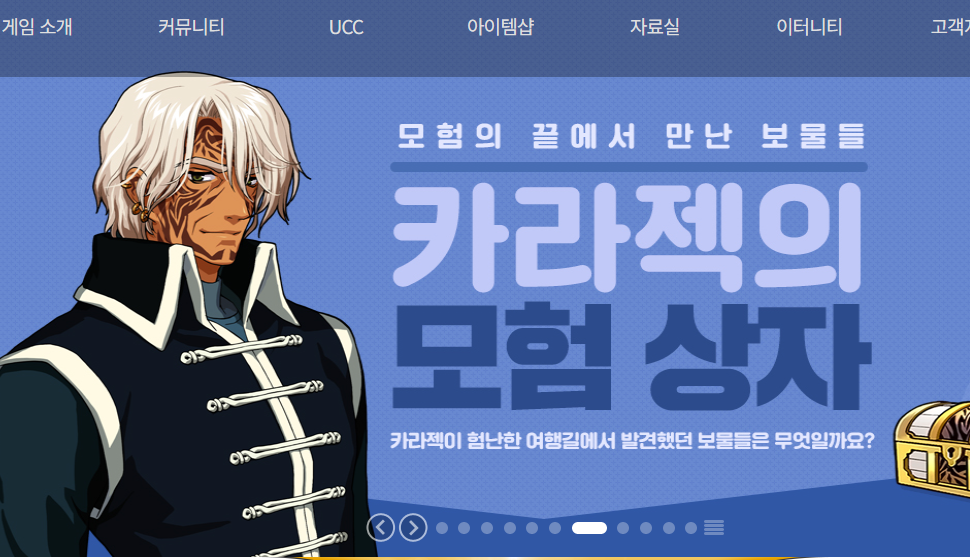 게임 소개 커뮤니티 UCC 아이템샵 자료실 이터니티 고객
모험의 끝에서 만난 보물들
카라젝의
모험 상자
카라젝이 험난한 여행길에서 발견했던 보물들은 무엇일까요?